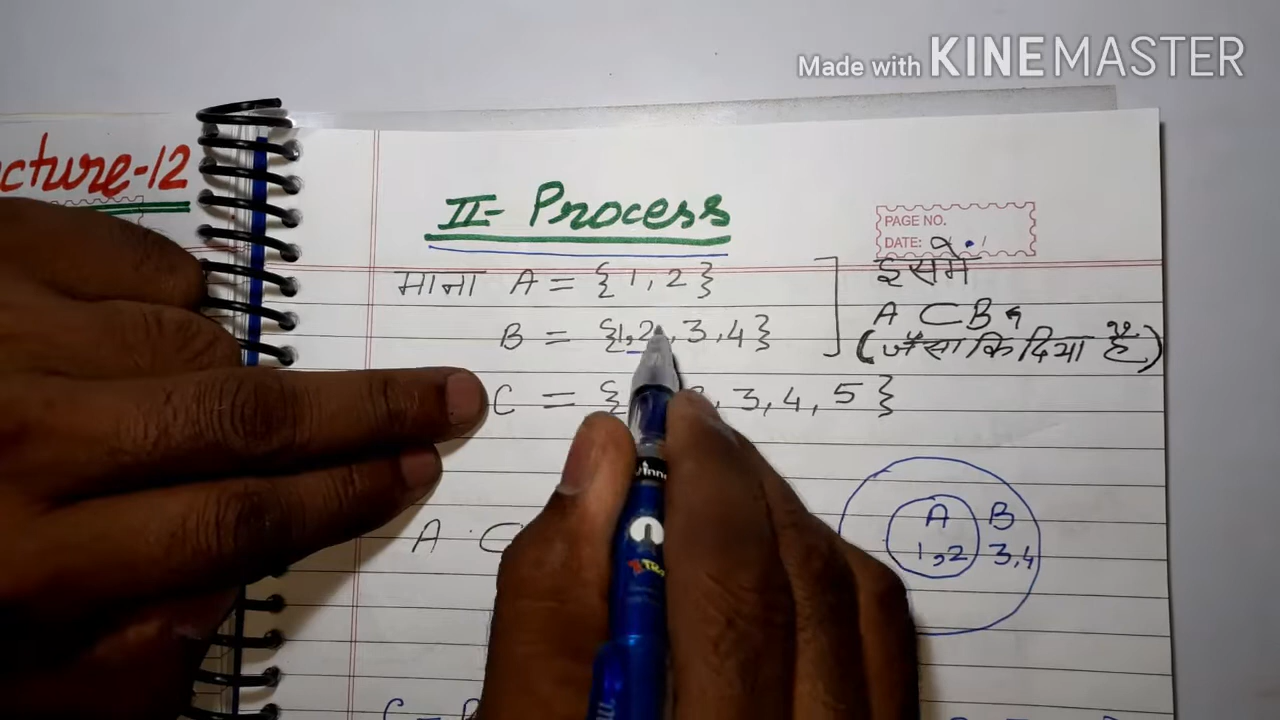 Made with KINEMASTER
cture-12
II- Process
PAGE NO.
DATE:
माना A = {1,2}
B = {1,2,3,4}
C = { , 3,4,5}
इसमें
A ⊂ B
(जैसा कि दिया है)
A B
1,2 3,4
A ⊂